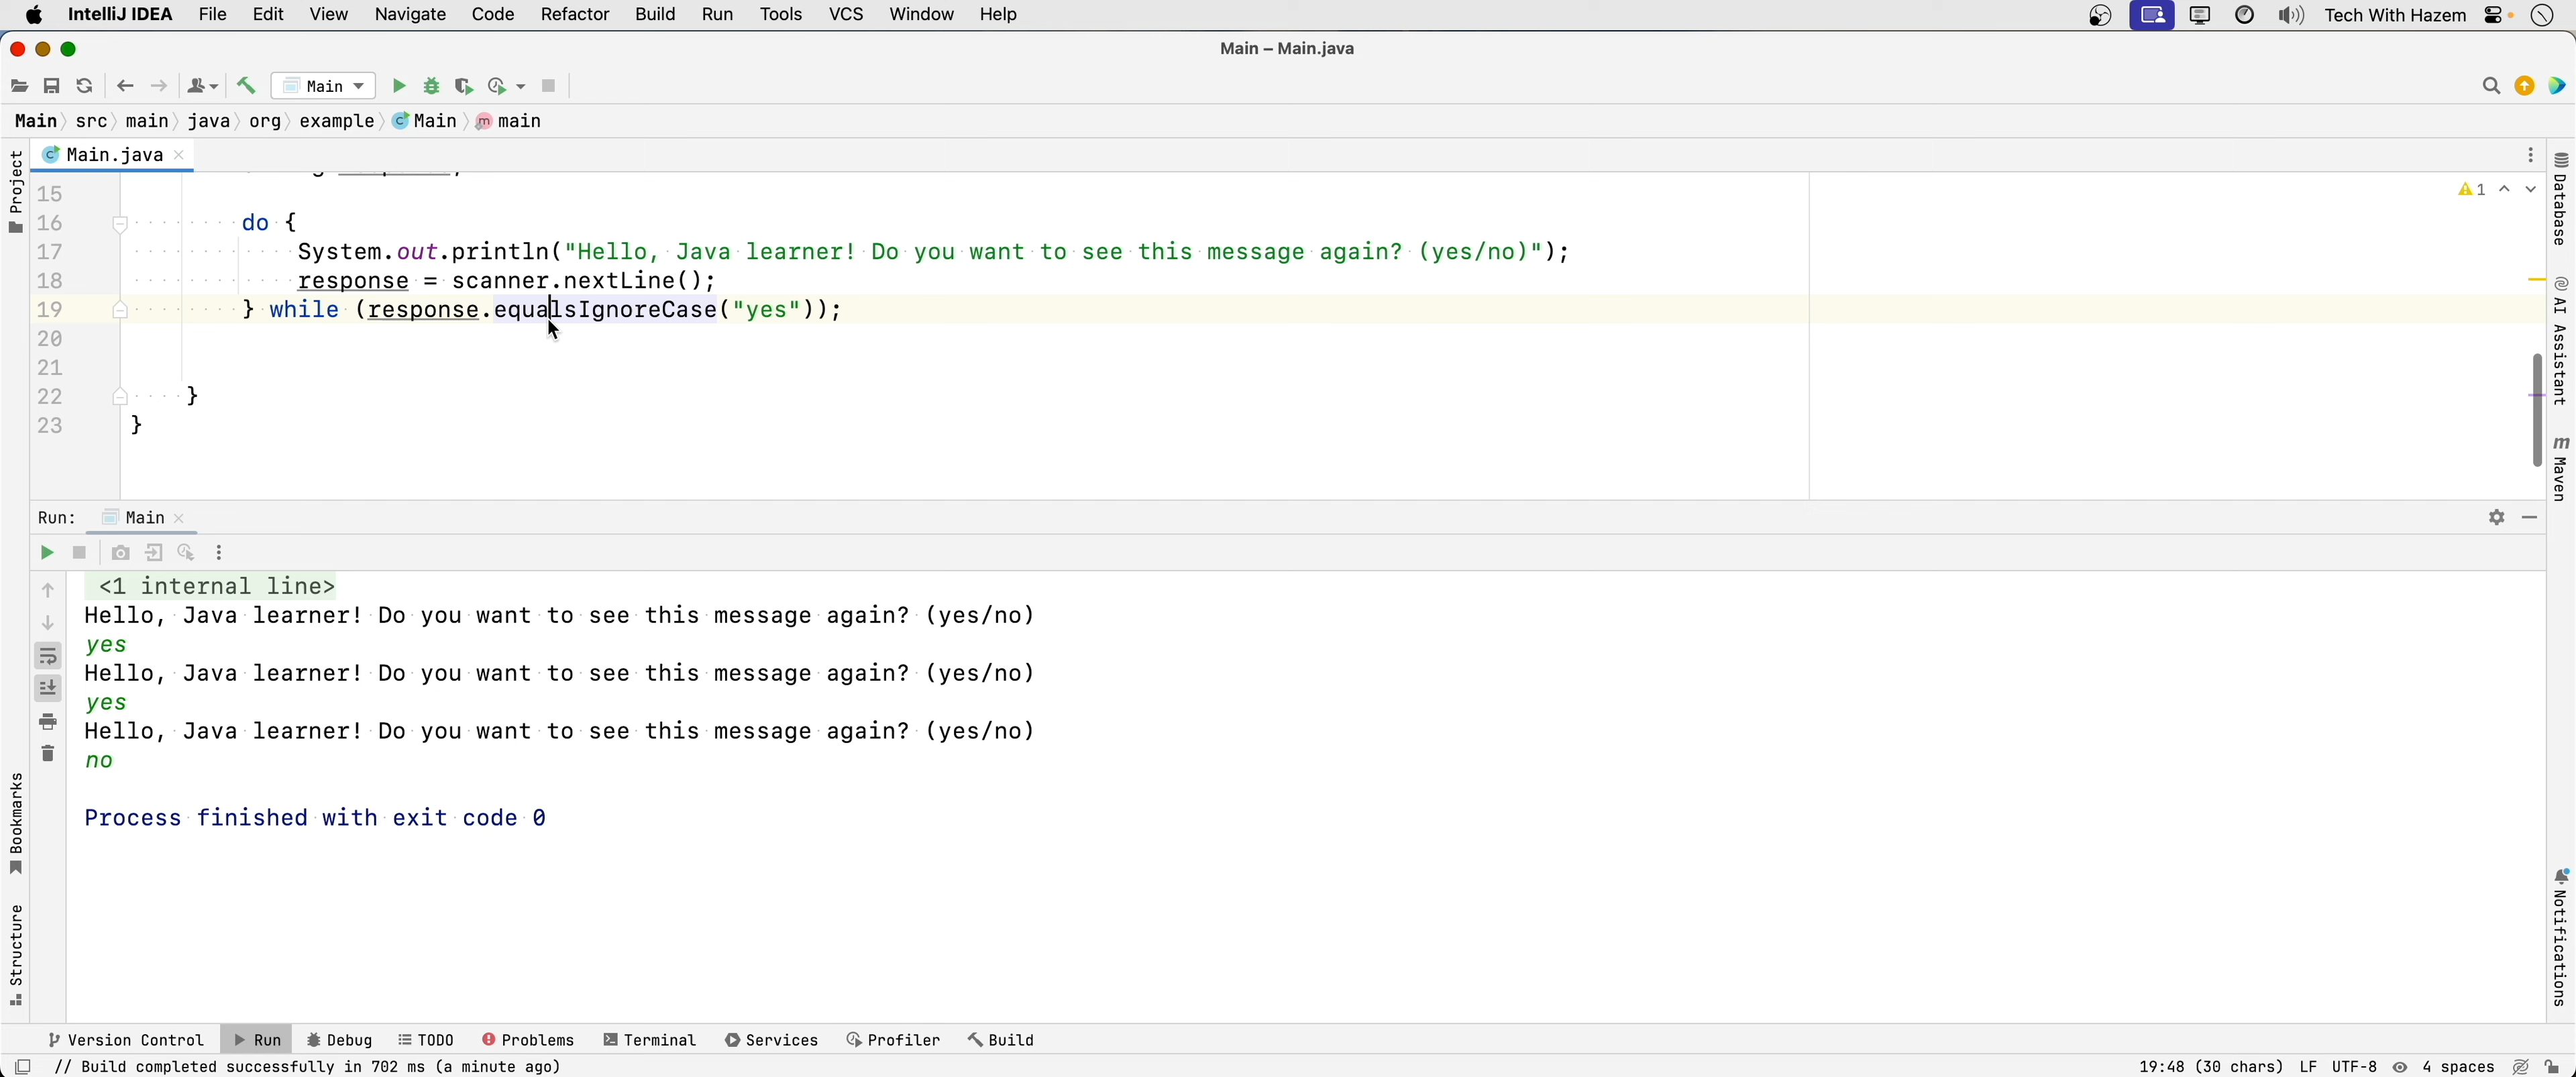 IntelliJ IDEA File Edit View Navigate Code Refactor Build Run Tools VCS Window Help Tech With Hazem
Main – Main.java
Main
Main src main java org example Main main
Project
Main.java
Database
AI Assistant
Maven
1
15
16 do {
17 System.out.println("Hello, Java learner! Do you want to see this message again? (yes/no)");
18 response = scanner.nextLine();
19 } while (response.equalsIgnoreCase("yes"));
20
21
22 }
23 }
Run: Main
<1 internal line>
Hello, Java learner! Do you want to see this message again? (yes/no)
yes
Hello, Java learner! Do you want to see this message again? (yes/no)
yes
Hello, Java learner! Do you want to see this message again? (yes/no)
no
Process finished with exit code 0
Bookmarks
Structure
Notifications
Version Control Run Debug TODO Problems Terminal Services Profiler Build
// Build completed successfully in 702 ms (a minute ago) 19:48 (30 chars) LF UTF-8 4 spaces